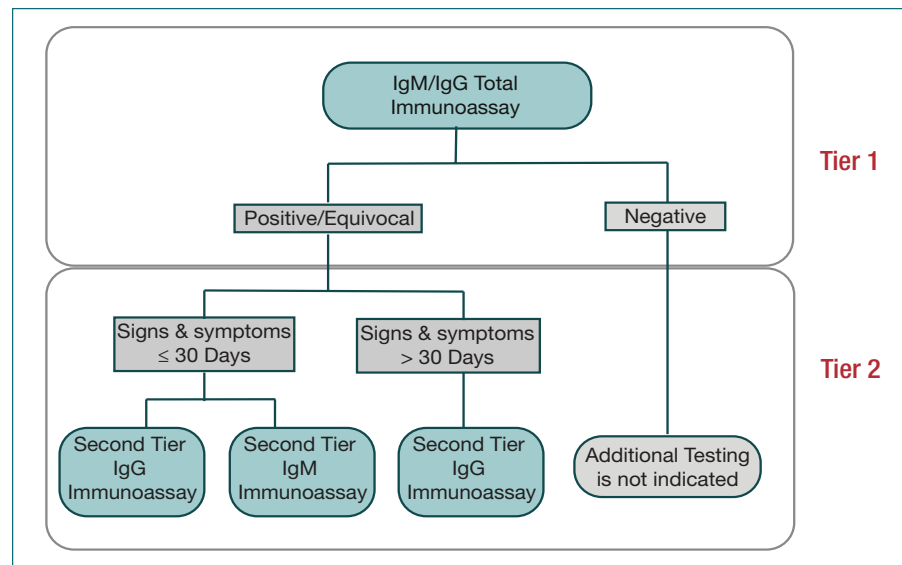 IgM/IgG Total
Immunoassay
Tier 1
Positive/Equivocal
Negative
Signs & symptoms
≤ 30 Days
Signs & symptoms
> 30 Days
Tier 2
Second Tier
IgG
Immunoassay
Second Tier
IgM
Immunoassay
Second Tier
IgG
Immunoassay
Additional Testing
is not indicated